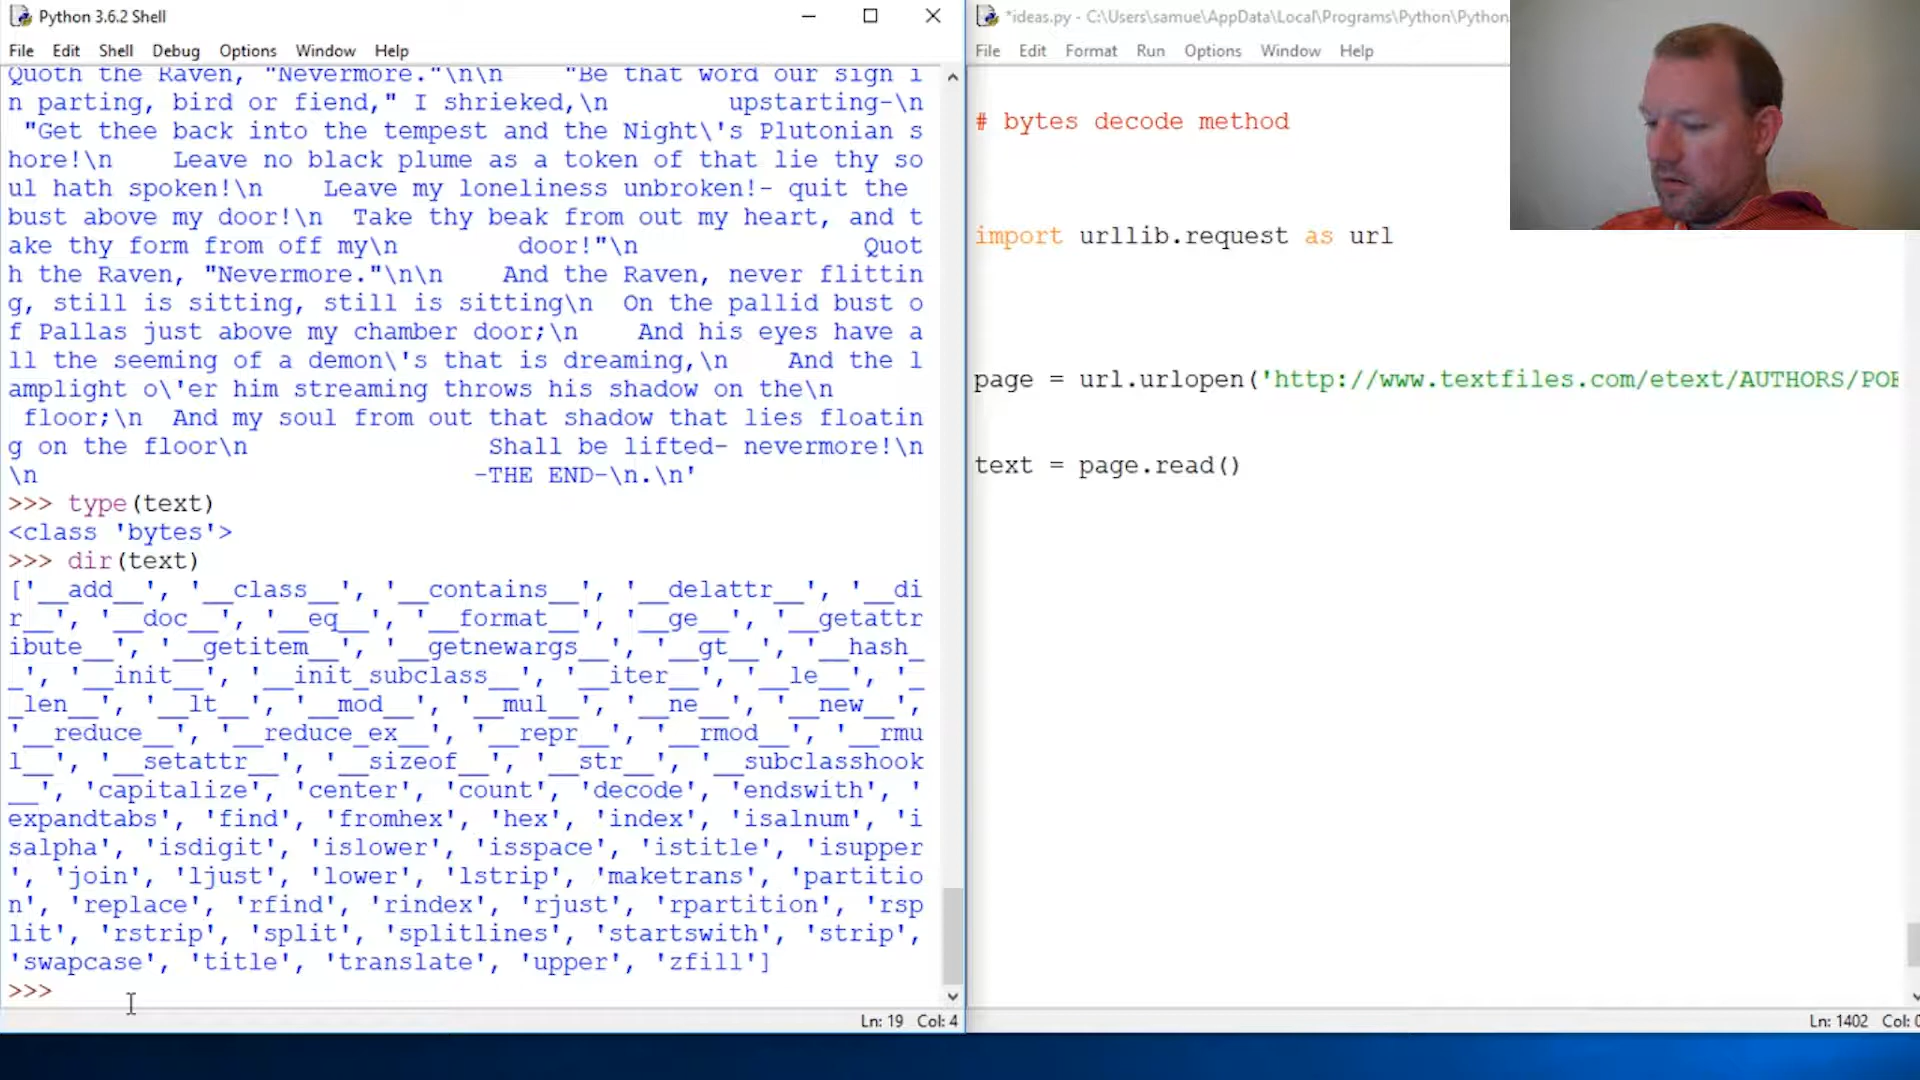 Python 3.6.2 Shell
File Edit Shell Debug Options Window Help
Quoth the Raven, "Nevermore."\n\n    "Be that word our sign i
n parting, bird or fiend," I shrieked,\n        upstarting-\n
 "Get thee back into the tempest and the Night\'s Plutonian s
hore!\n    Leave no black plume as a token of that lie thy so
ul hath spoken!\n    Leave my loneliness unbroken!- quit the
bust above my door!\n  Take thy beak from out my heart, and t
ake thy form from off my\n        door!"\n               Quot
h the Raven, "Nevermore."\n\n    And the Raven, never flittin
g, still is sitting, still is sitting\n  On the pallid bust o
f Pallas just above my chamber door;\n    And his eyes have a
ll the seeming of a demon\'s that is dreaming,\n    And the l
amplight o\'er him streaming throws his shadow on the\n
 floor;\n  And my soul from out that shadow that lies floatin
g on the floor\n                Shall be lifted- nevermore!\n
\n                             -THE END-\n.\n'
>>> type(text)
<class 'bytes'>
>>> dir(text)
['__add__', '__class__', '__contains__', '__delattr__', '__di
r__', '__doc__', '__eq__', '__format__', '__ge__', '__getattr
ibute__', '__getitem__', '__getnewargs__', '__gt__', '__hash_
_', '__init__', '__init_subclass__', '__iter__', '__le__', '_
_len__', '__lt__', '__mod__', '__mul__', '__ne__', '__new__',
'__reduce__', '__reduce_ex__', '__repr__', '__rmod__', '__rmu
l__', '__setattr__', '__sizeof__', '__str__', '__subclasshook
__', 'capitalize', 'center', 'count', 'decode', 'endswith', '
expandtabs', 'find', 'fromhex', 'hex', 'index', 'isalnum', 'i
salpha', 'isdigit', 'islower', 'isspace', 'istitle', 'isupper
', 'join', 'ljust', 'lower', 'lstrip', 'maketrans', 'partitio
n', 'replace', 'rfind', 'rindex', 'rjust', 'rpartition', 'rsp
lit', 'rstrip', 'split', 'splitlines', 'startswith', 'strip',
'swapcase', 'title', 'translate', 'upper', 'zfill']
>>>
Ln: 19 Col: 4
*ideas.py - C:\Users\samue\AppData\Local\Programs\Python\Python
File Edit Format Run Options Window Help
# bytes decode method
import urllib.request as url
page = url.urlopen('http://www.textfiles.com/etext/AUTHORS/POE
text = page.read()
Ln: 1402 Col: 0